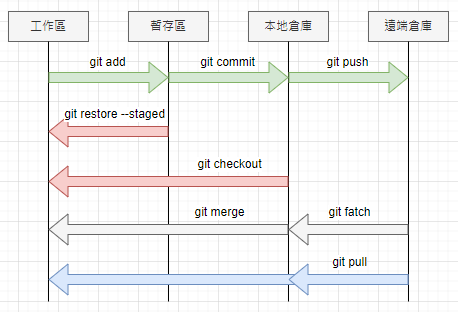 工作區
暫存區
本地倉庫
遠端倉庫
git add
git commit
git push
git restore --staged
git checkout
git merge
git fatch
git pull